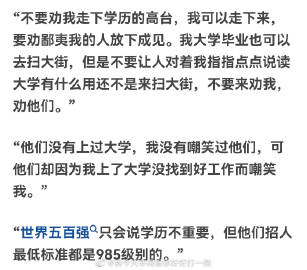 “不要劝我走下学历的高台，我可以走下来，
要劝鄙夷我的人放下成见。我大学毕业也可以
去扫大街，但是不要让人对着我指指点点说读
大学有什么用还不是来扫大街，不要来劝我，
劝他们。”
“他们没有上过大学，我没有嘲笑过他们，可
他们却因为我上了大学没找到好工作而嘲笑
我。”
“世界五百强只会说学历不重要，但他们招人
最低标准都是985级别的。”